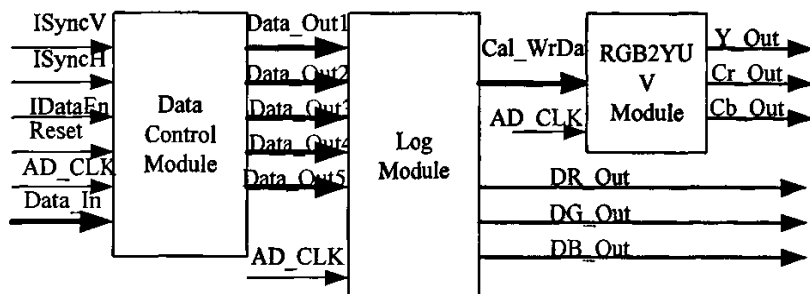 ISyncV
ISyncH
IDataEn
Reset
AD_CLK
Data_In
Data
Control
Module
Data_Out1
Data_Out2
Data_Out3
Data_Out4
Data_Out5
AD_CLK
Log
Module
Cal_WrDa
AD_CLK
RGB2YU
V
Module
Y_Out
Cr_Out
Cb_Out
DR_Out
DG_Out
DB_Out